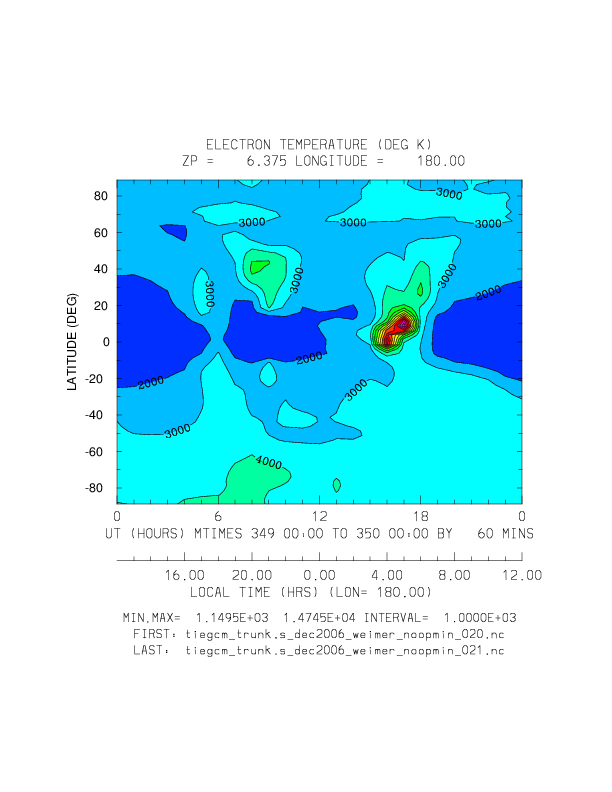 ELECTRON TEMPERATURE (DEG K)
ZP = 6.375 LONGITUDE = 180.00
LATITUDE (DEG)
80
60
40
20
0
-20
-40
-60
-80
3000
3000
3000
3000
3000
3000
3000
2000
2000
2000
3000
3000
4000
0 6 12 18 0
UT (HOURS) MTIMES 349 00:00 TO 350 00:00 BY 60 MINS
16.00 20.00 0.00 4.00 8.00 12.00
LOCAL TIME (HRS) (LON= 180.00)
MIN,MAX= 1.1495E+03 1.4745E+04 INTERVAL= 1.0000E+03
FIRST: tiegcm_trunk.s_dec2006_weimer_noopmin_020.nc
LAST: tiegcm_trunk.s_dec2006_weimer_noopmin_021.nc